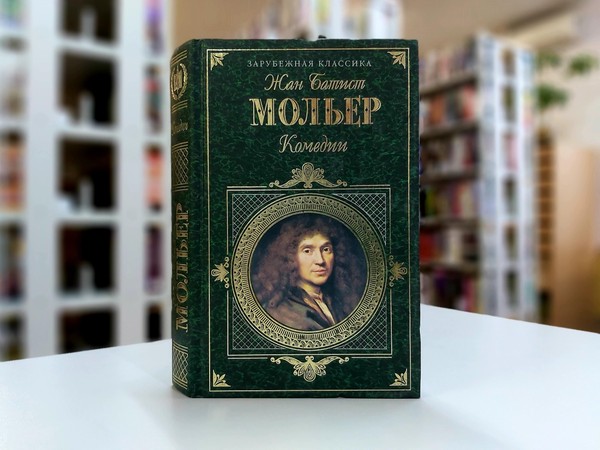 ЗАРУБЕЖНАЯ КЛАССИКА
Жан Батист
МОЛЬЕР
Комедии
МОЛЬЕР